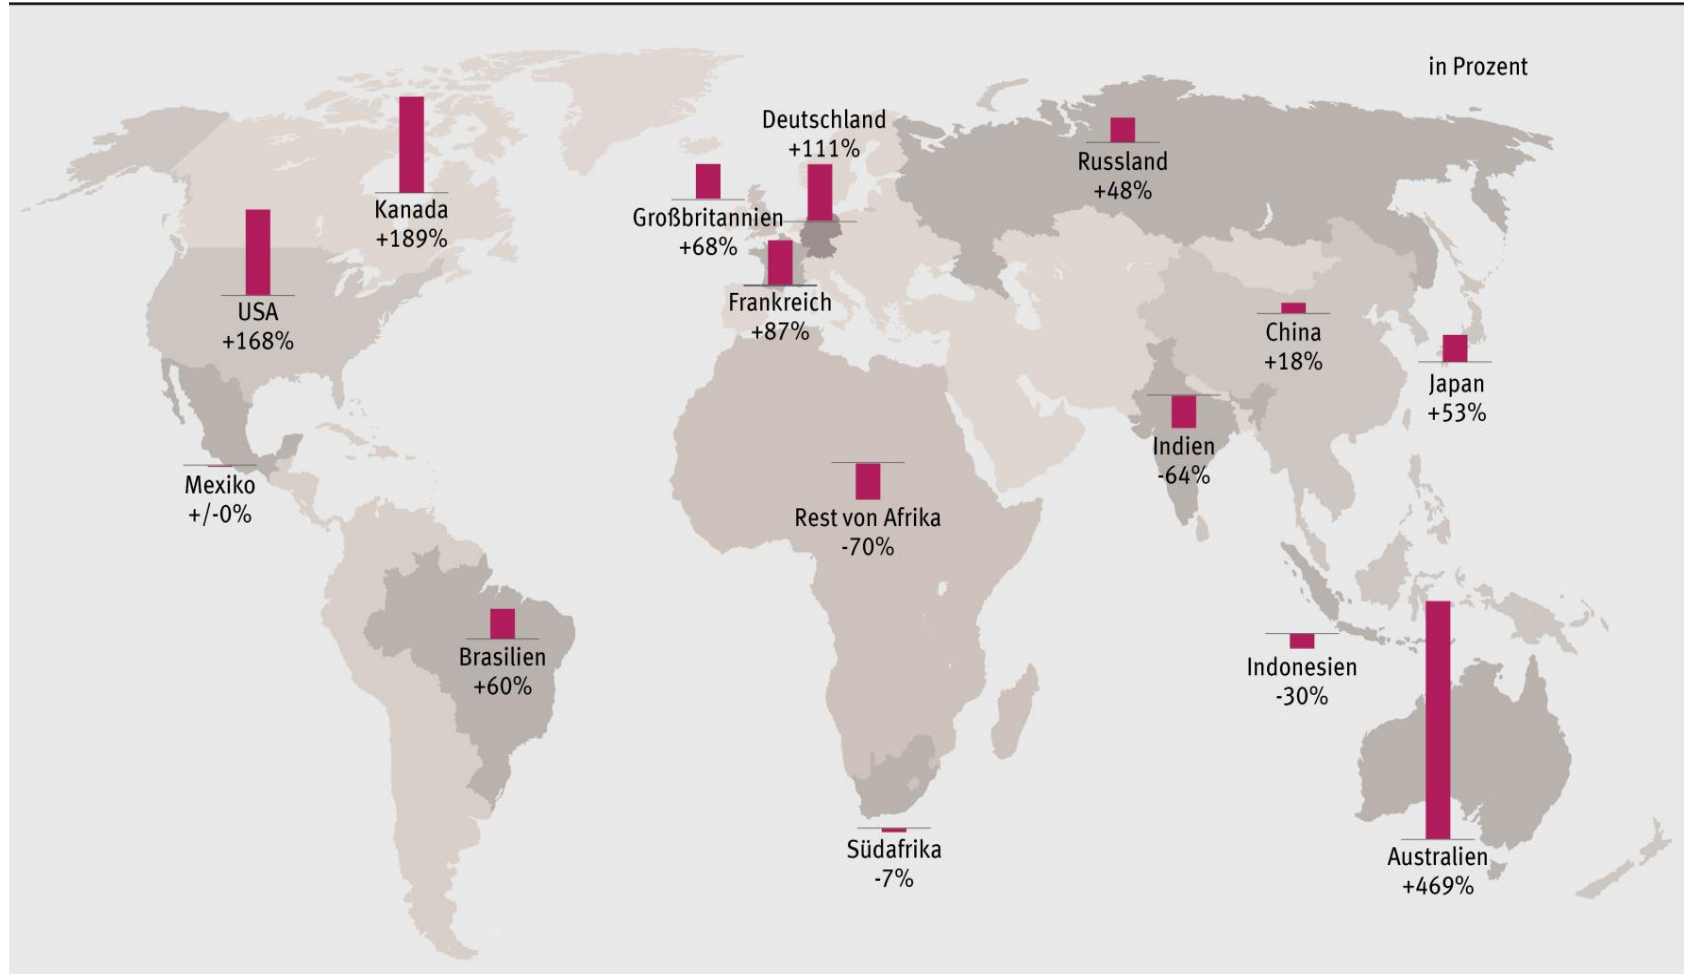 in Prozent
Kanada
+189%
USA
+168%
Mexiko
+/-0%
Brasilien
+60%
Großbritannien
+68%
Deutschland
+111%
Frankreich
+87%
Rest von Afrika
-70%
Südafrika
-7%
Russland
+48%
China
+18%
Japan
+53%
Indien
-64%
Indonesien
-30%
Australien
+469%